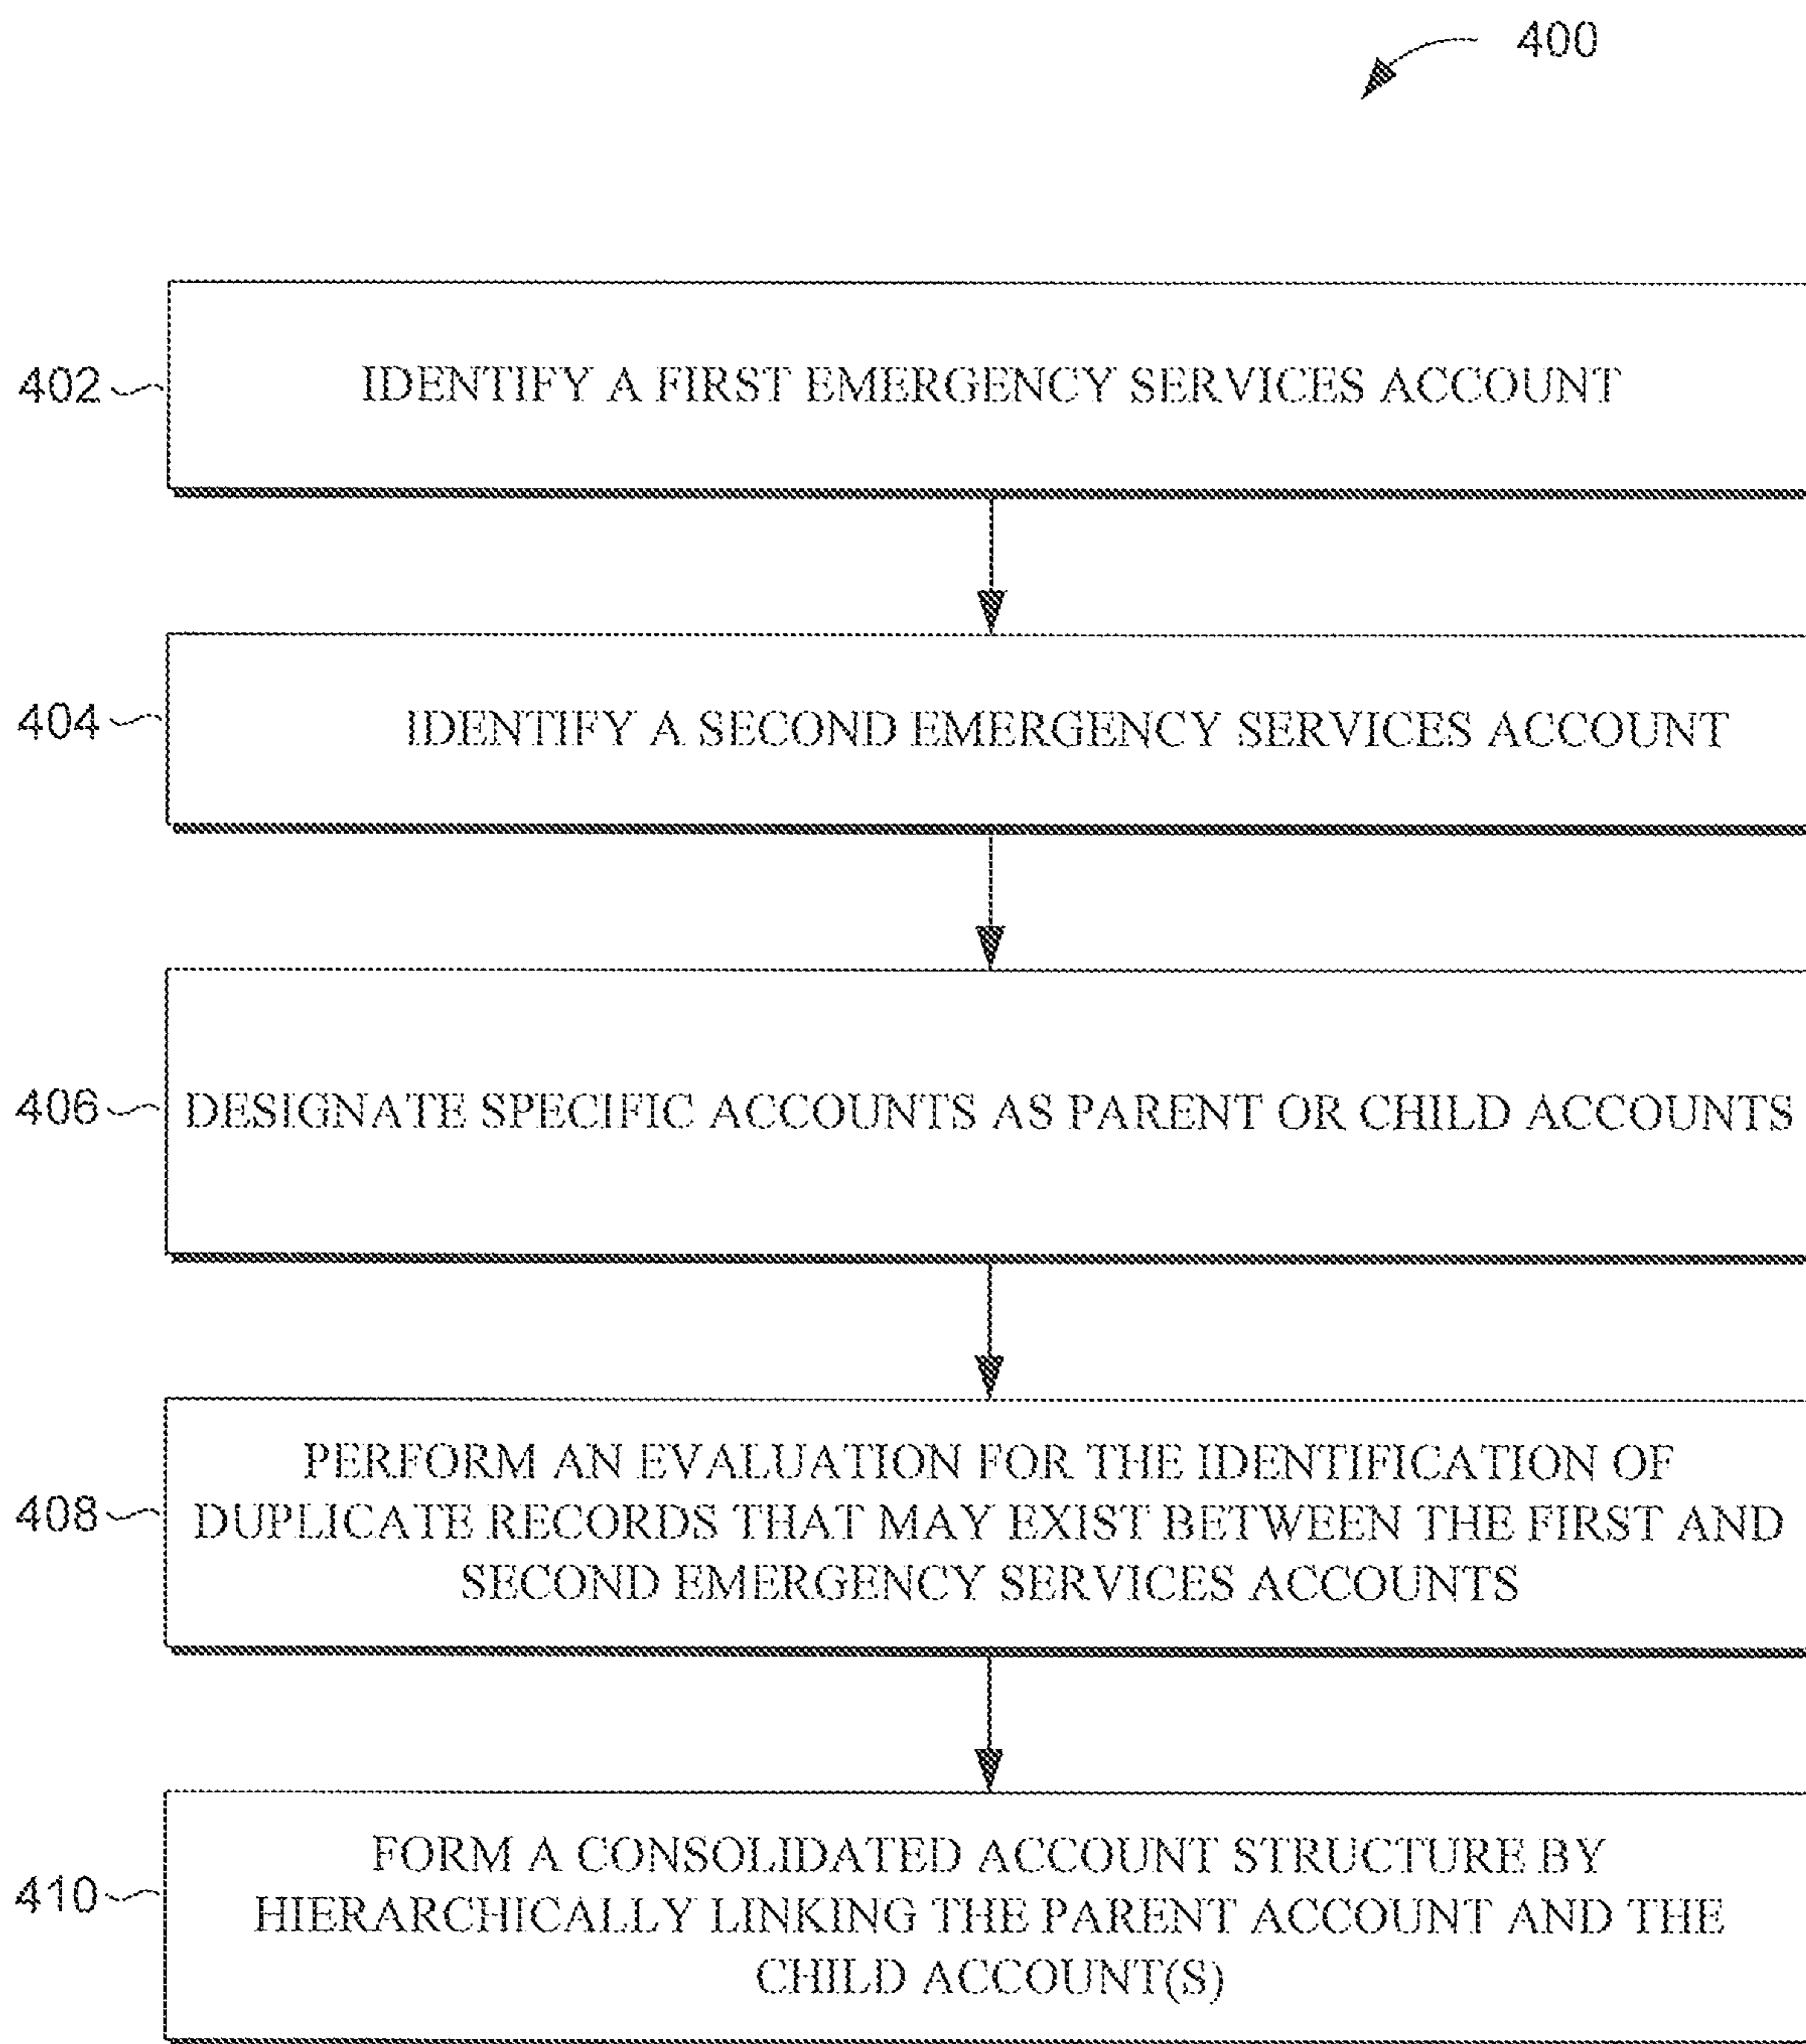 400
402
IDENTIFY A FIRST EMERGENCY SERVICES ACCOUNT
404
IDENTIFY A SECOND EMERGENCY SERVICES ACCOUNT
406
DESIGNATE SPECIFIC ACCOUNTS AS PARENT OR CHILD ACCOUNTS
408
PERFORM AN EVALUATION FOR THE IDENTIFICATION OF
DUPLICATE RECORDS THAT MAY EXIST BETWEEN THE FIRST AND
SECOND EMERGENCY SERVICES ACCOUNTS
410
FORM A CONSOLIDATED ACCOUNT STRUCTURE BY
HIERARCHICALLY LINKING THE PARENT ACCOUNT AND THE
CHILD ACCOUNT(S)